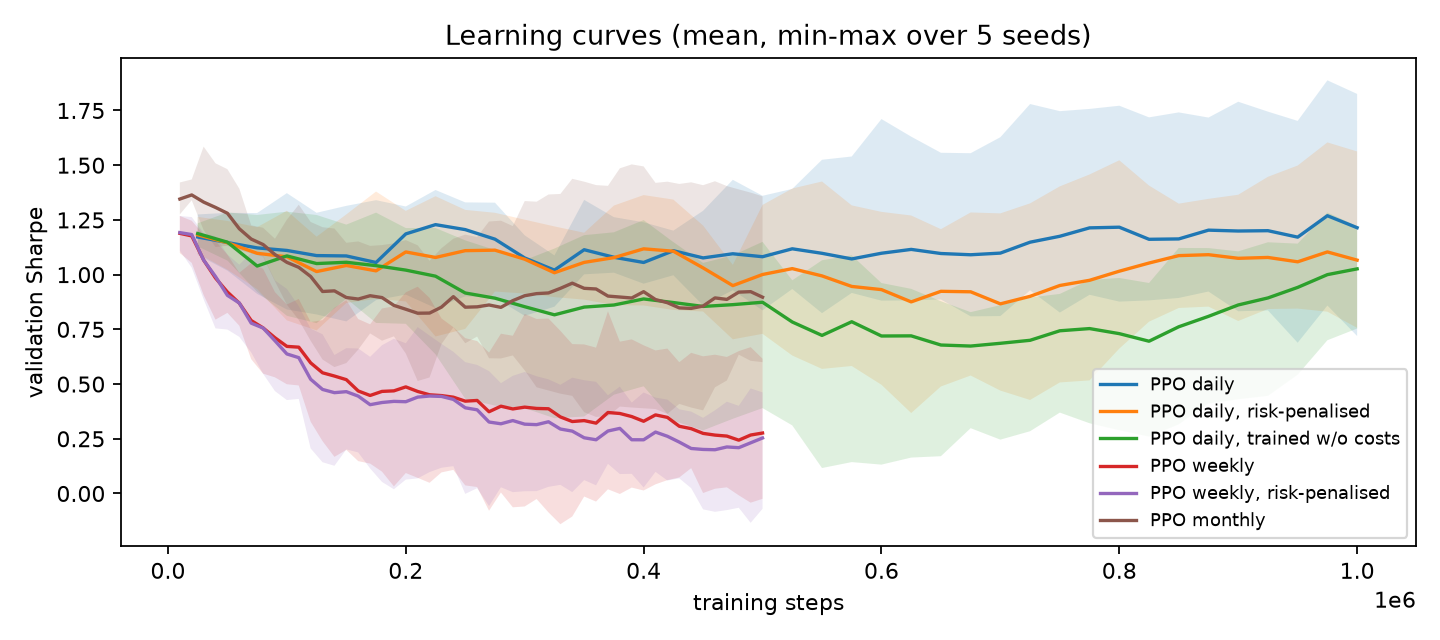 Learning curves (mean, min-max over 5 seeds)
validation Sharpe
1.75
1.50
1.25
1.00
0.75
0.50
0.25
0.00
PPO daily
PPO daily, risk-penalised
PPO daily, trained w/o costs
PPO weekly
PPO weekly, risk-penalised
PPO monthly
0.0 0.2 0.4 0.6 0.8 1.0
1e6
training steps